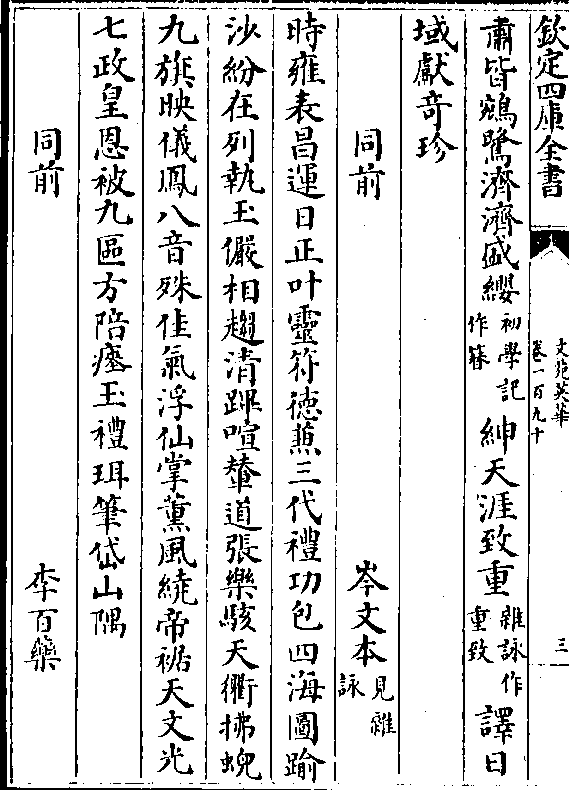 欽定四庫全書
文苑英華
卷一百九十
三
肅皆鵷鷺濟濟盛纓初學記作簪紳天涯致重雜詠作重致譯日
域獻竒珍
同前 岑文本見雜詠
時雍表昌運日正叶靈符徳兼三代禮功包四海圖踰
沙紛在列執玉儼相趨清蹕喧輦道張樂駭天衢拂蜺
九旗映儀鳳八音殊佳氣浮仙掌薰風繞帝裾天文光
七政皇恩被九區方陪瘞玉禮珥筆岱山隅
同前 李百藥